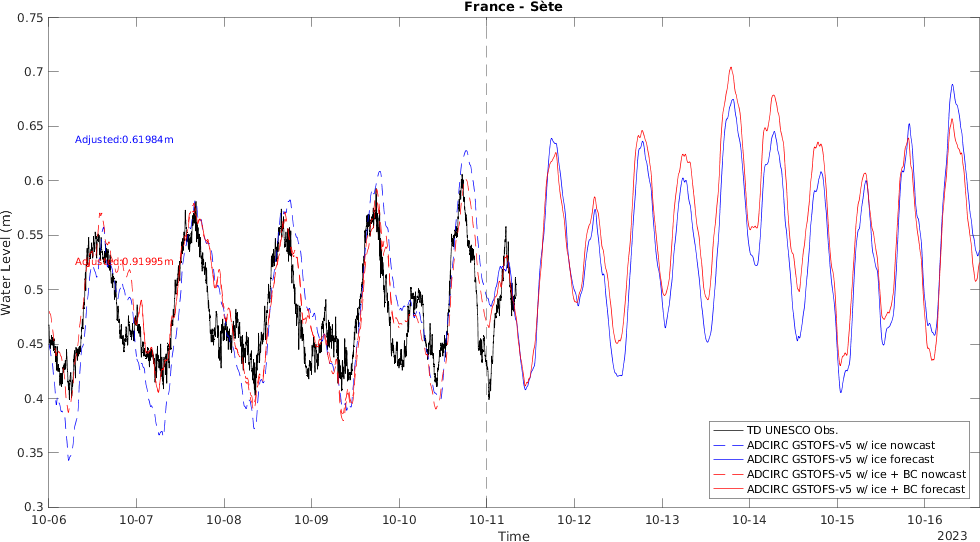 France - Sète
0.75
0.7
0.65
0.6
0.55
0.5
0.45
0.4
0.35
0.3
Water Level (m)
Adjusted:0.61984m
Adjusted:0.91995m
TD UNESCO Obs.
ADCIRC GSTOFS-v5 w/ ice nowcast
ADCIRC GSTOFS-v5 w/ ice forecast
ADCIRC GSTOFS-v5 w/ ice + BC nowcast
ADCIRC GSTOFS-v5 w/ ice + BC forecast
10-06 10-07 10-08 10-09 10-10 10-11 10-12 10-13 10-14 10-15 10-16
Time
2023